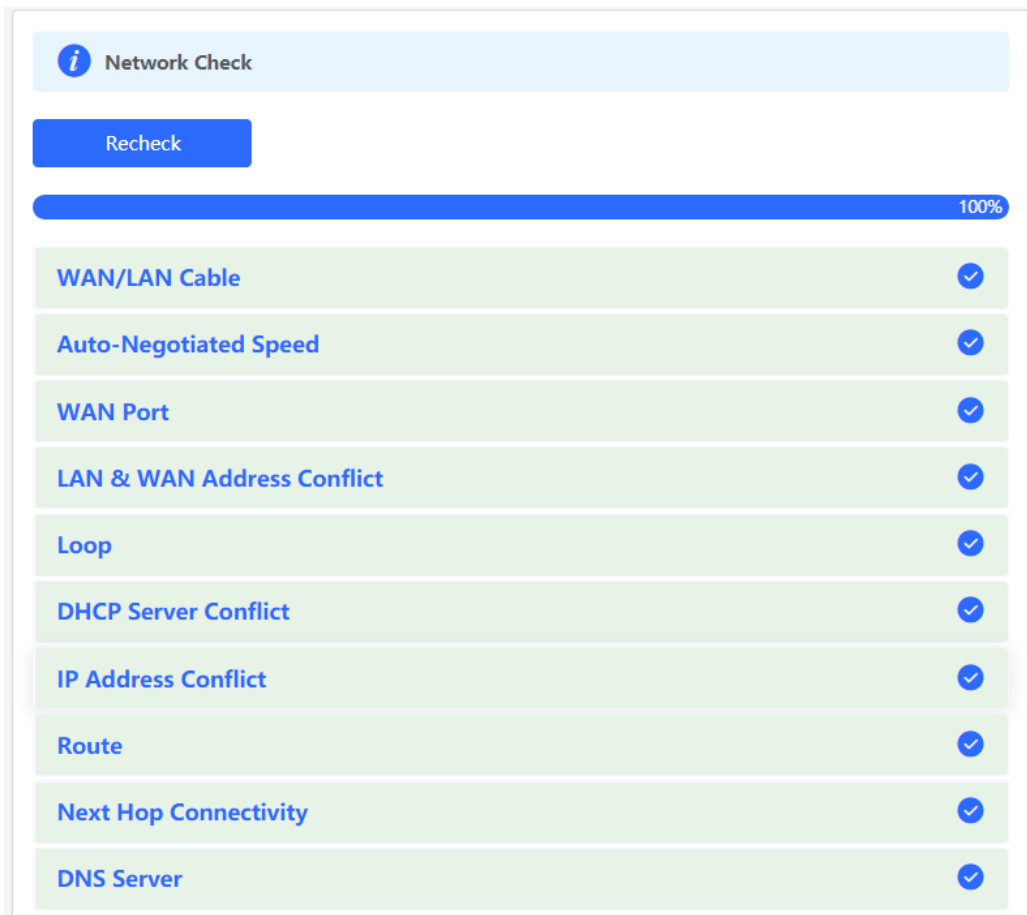 Network Check
Recheck
100%
WAN/LAN Cable
Auto-Negotiated Speed
WAN Port
LAN & WAN Address Conflict
Loop
DHCP Server Conflict
IP Address Conflict
Route
Next Hop Connectivity
DNS Server